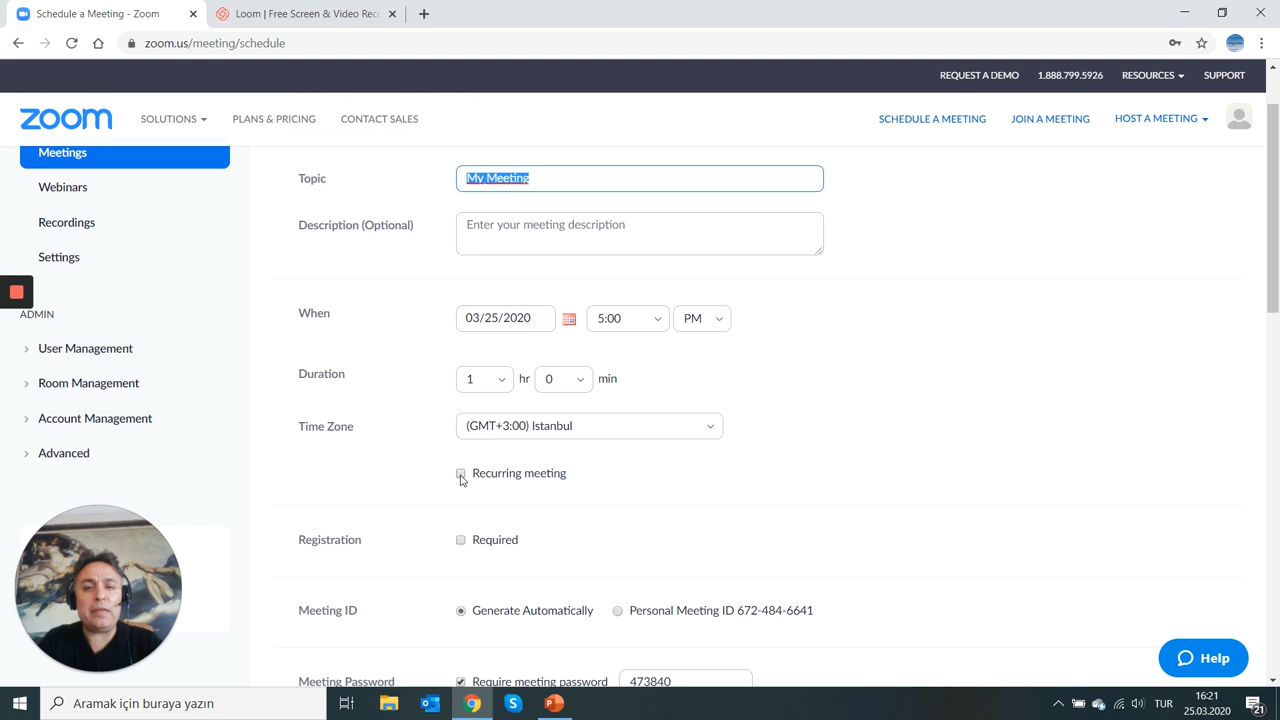 Schedule a Meeting - Zoom
Loom | Free Screen & Video Rec
zoom.us/meeting/schedule
REQUEST A DEMO 1.888.799.5926 RESOURCES SUPPORT
zoom SOLUTIONS PLANS & PRICING CONTACT SALES SCHEDULE A MEETING JOIN A MEETING HOST A MEETING
Meetings
Webinars
Recordings
Settings
ADMIN
User Management
Room Management
Account Management
Advanced
Topic My Meeting
Description (Optional) Enter your meeting description
When 03/25/2020 5:00 PM
Duration 1 hr 0 min
Time Zone (GMT+3:00) Istanbul
Recurring meeting
Registration Required
Meeting ID Generate Automatically Personal Meeting ID 672-484-6641
Meeting Password Require meeting password 473840
Help
Aramak için buraya yazın
TUR
16:21
25.03.2020
21